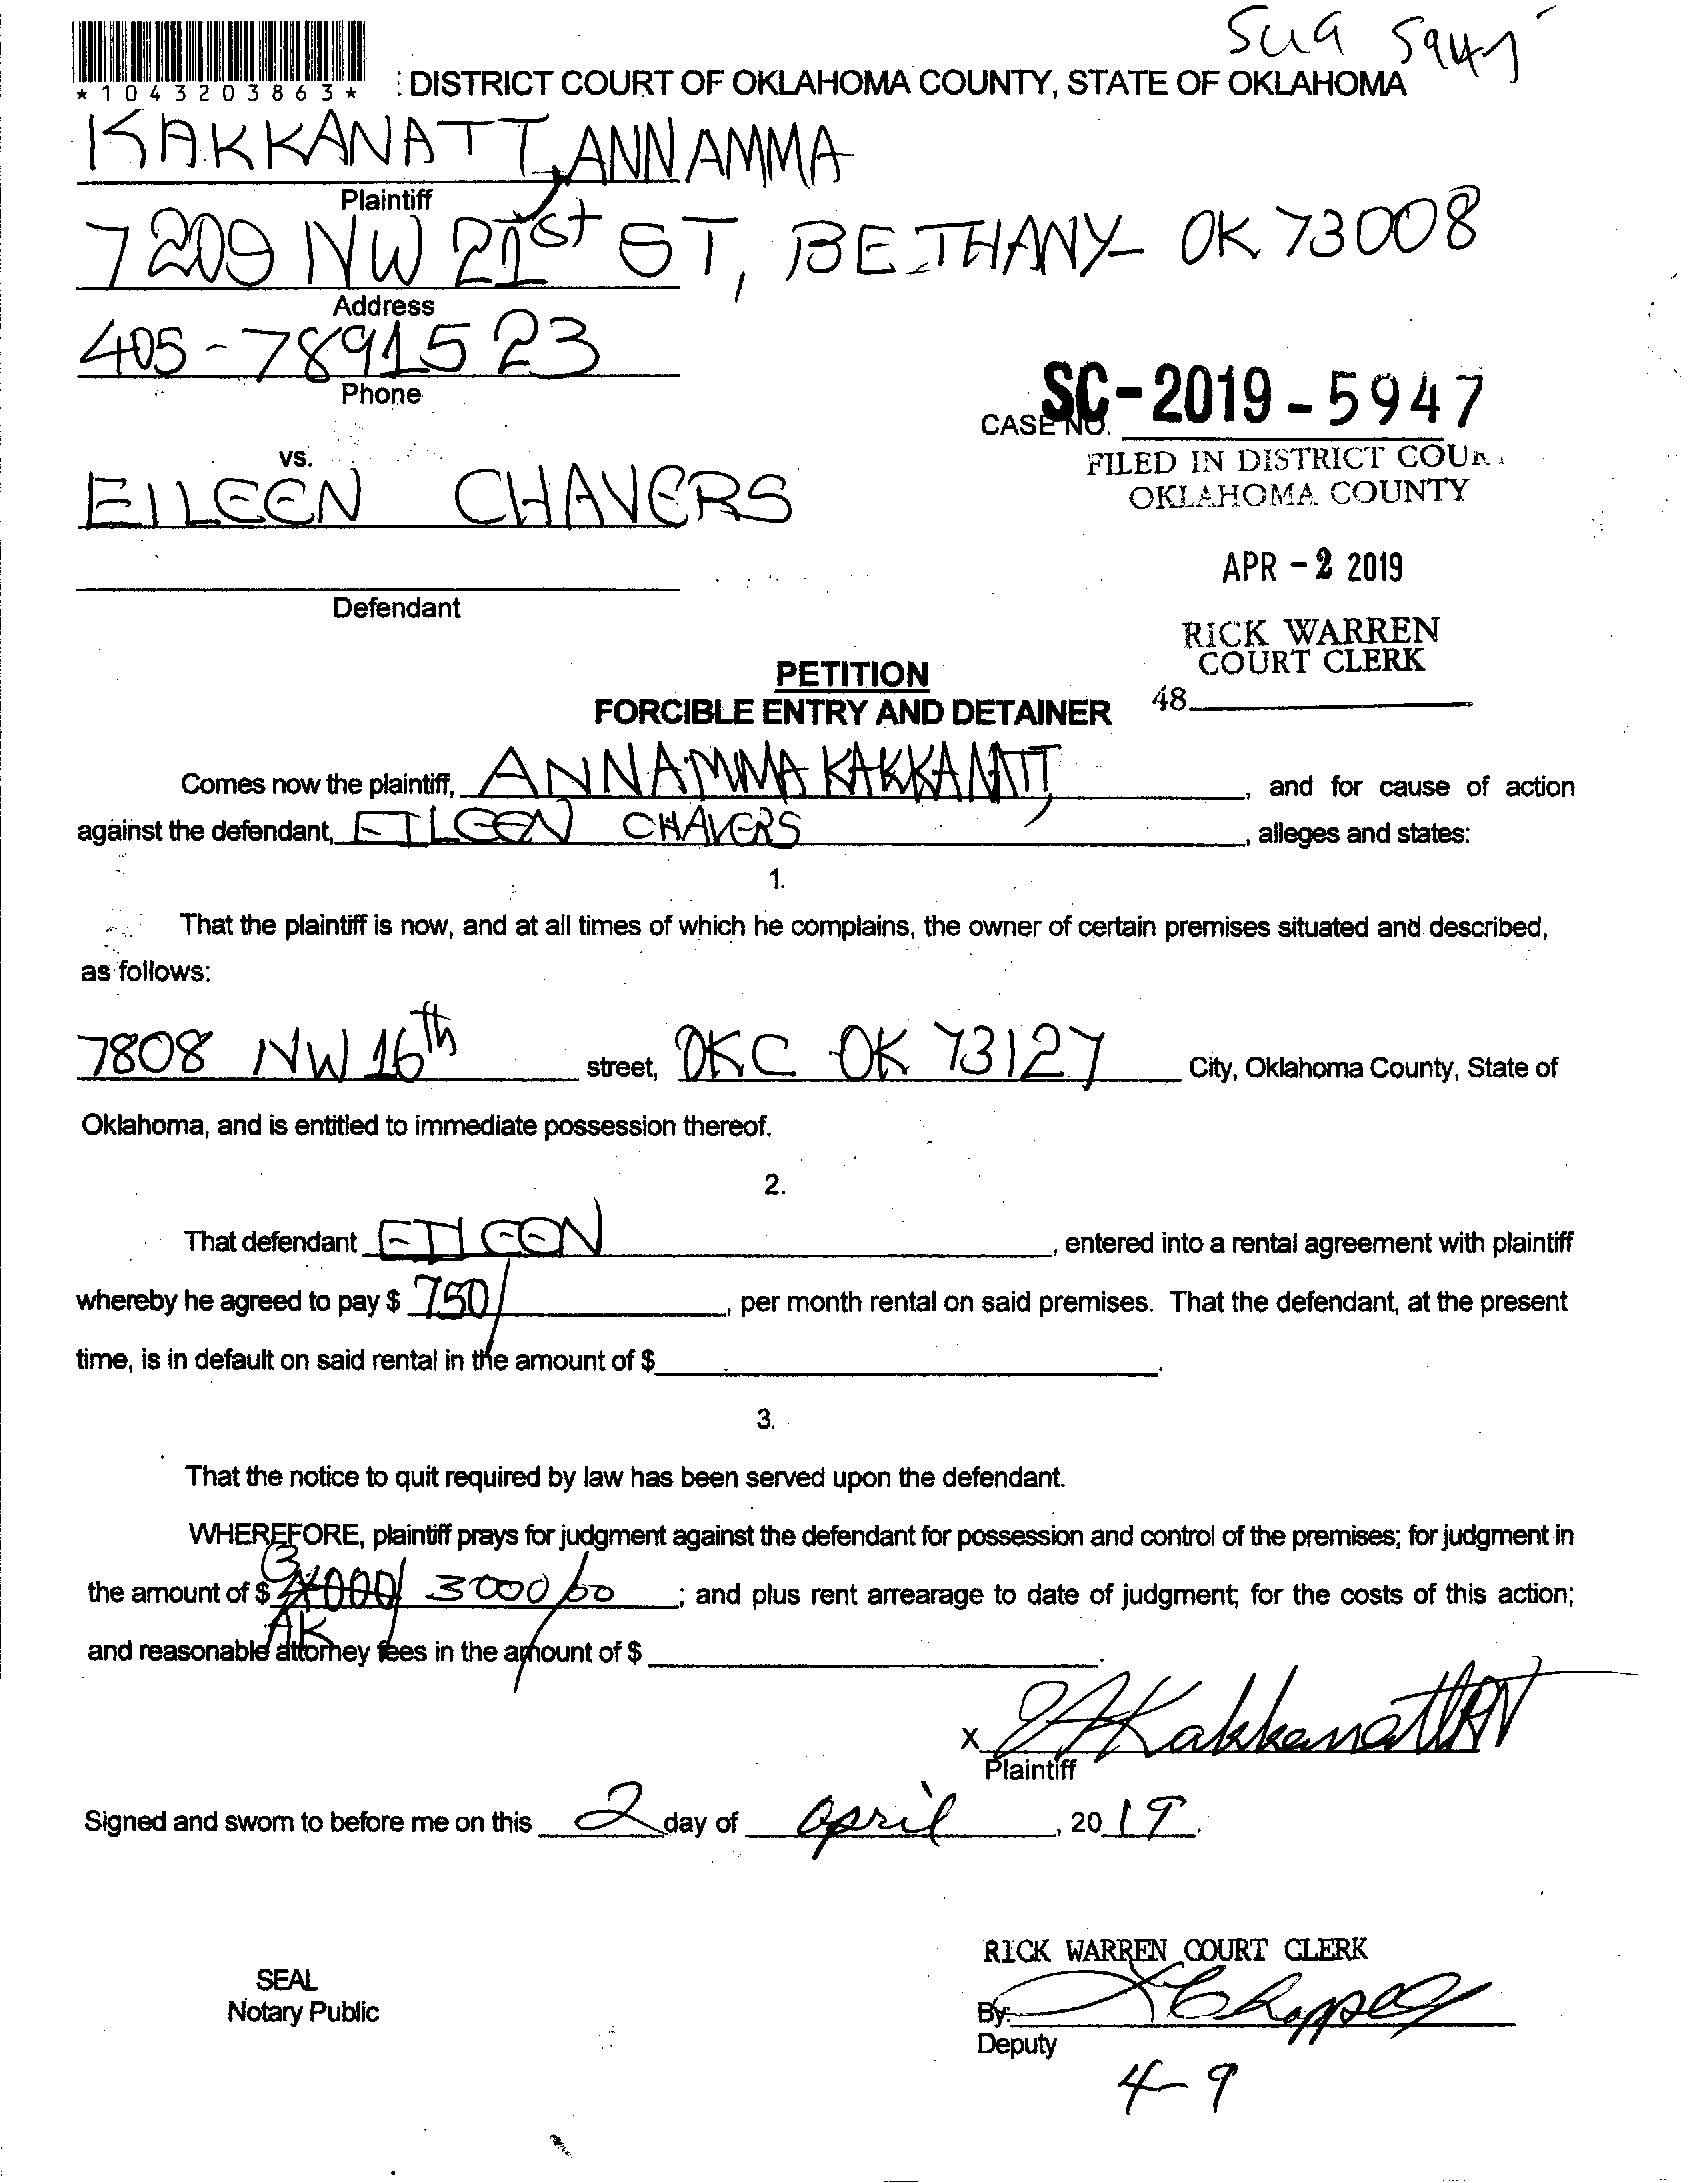 *1043203863*
SC19 5947
DISTRICT COURT OF OKLAHOMA COUNTY, STATE OF OKLAHOMA
KAKKANATT, ANNAMMA
Plaintiff
7209 NW 21st ST, BETHANY OK 73008
Address
405-7891523
Phone
CASE NO. SC-2019-5947
vs.
FILED IN DISTRICT COUR
OKLAHOMA COUNTY
EILEEN CHAVERS
APR -2 2019
Defendant
RICK WARREN
COURT CLERK
48
PETITION
FORCIBLE ENTRY AND DETAINER
Comes now the plaintiff, ANNAMMA KAKKANATT, and for cause of action
against the defendant, EILEEN CHAVERS, alleges and states:
1.
That the plaintiff is now, and at all times of which he complains, the owner of certain premises situated and described,
as follows:
7808 NW 16th street, OKC OK 73127 City, Oklahoma County, State of
Oklahoma, and is entitled to immediate possession thereof.
2.
That defendant EILEEN, entered into a rental agreement with plaintiff
whereby he agreed to pay $ 750/, per month rental on said premises. That the defendant, at the present
time, is in default on said rental in the amount of $
3.
That the notice to quit required by law has been served upon the defendant.
WHEREFORE, plaintiff prays for judgment against the defendant for possession and control of the premises; for judgment in
the amount of $ 3000/00; and plus rent arrearage to date of judgment; for the costs of this action;
AK
and reasonable attorney fees in the amount of $
x AKakkanatt
Plaintiff
Signed and sworn to before me on this 2 day of april, 2019.
RICK WARREN COURT CLERK
SEAL
Notary Public
By:
Deputy
4-9